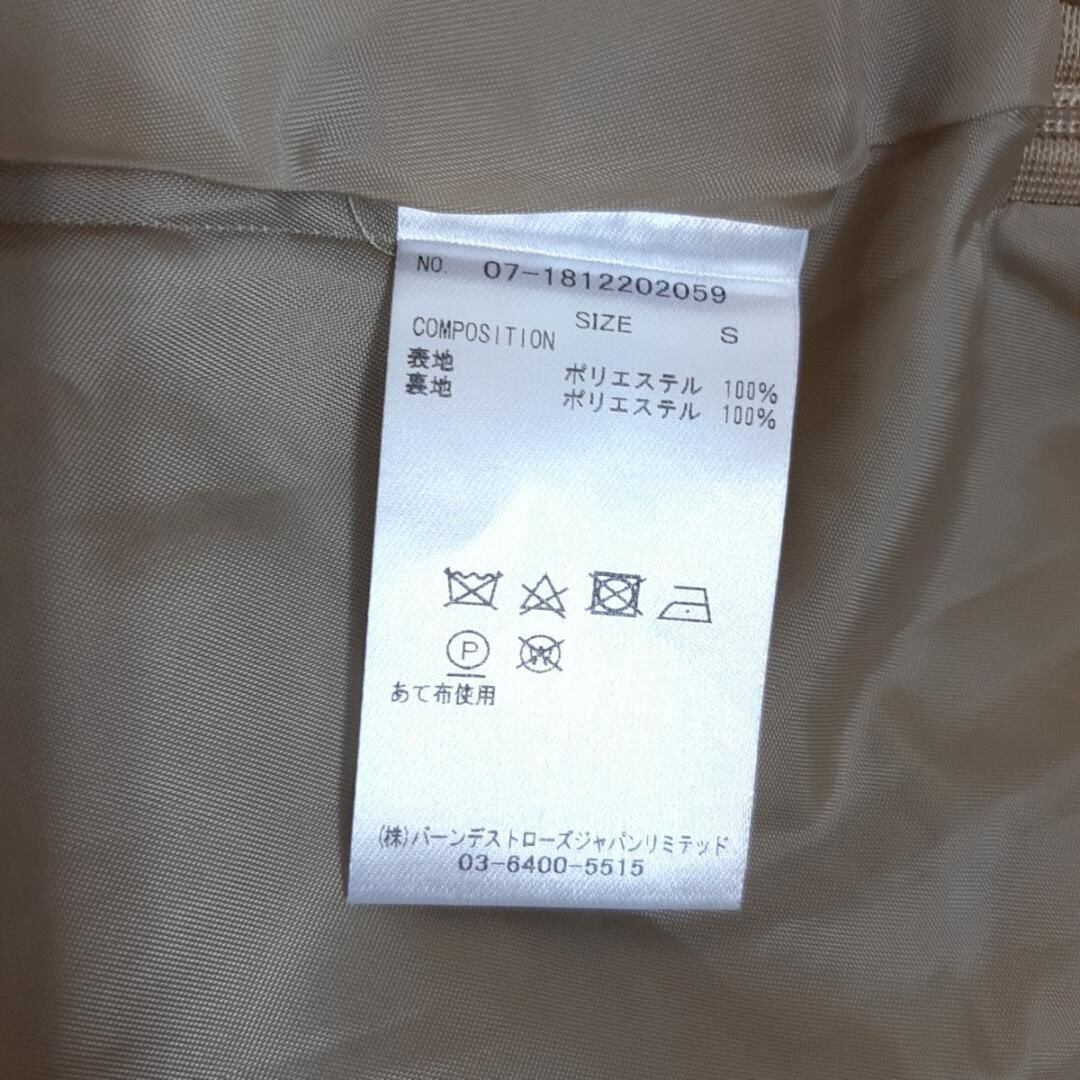 NO. 07-1812202059
SIZE S
COMPOSITION
表地 ポリエステル 100%
裏地 ポリエステル 100%
P
W
あて布使用
(株)バーンデストローズジャパンリミテッド
03-6400-5515